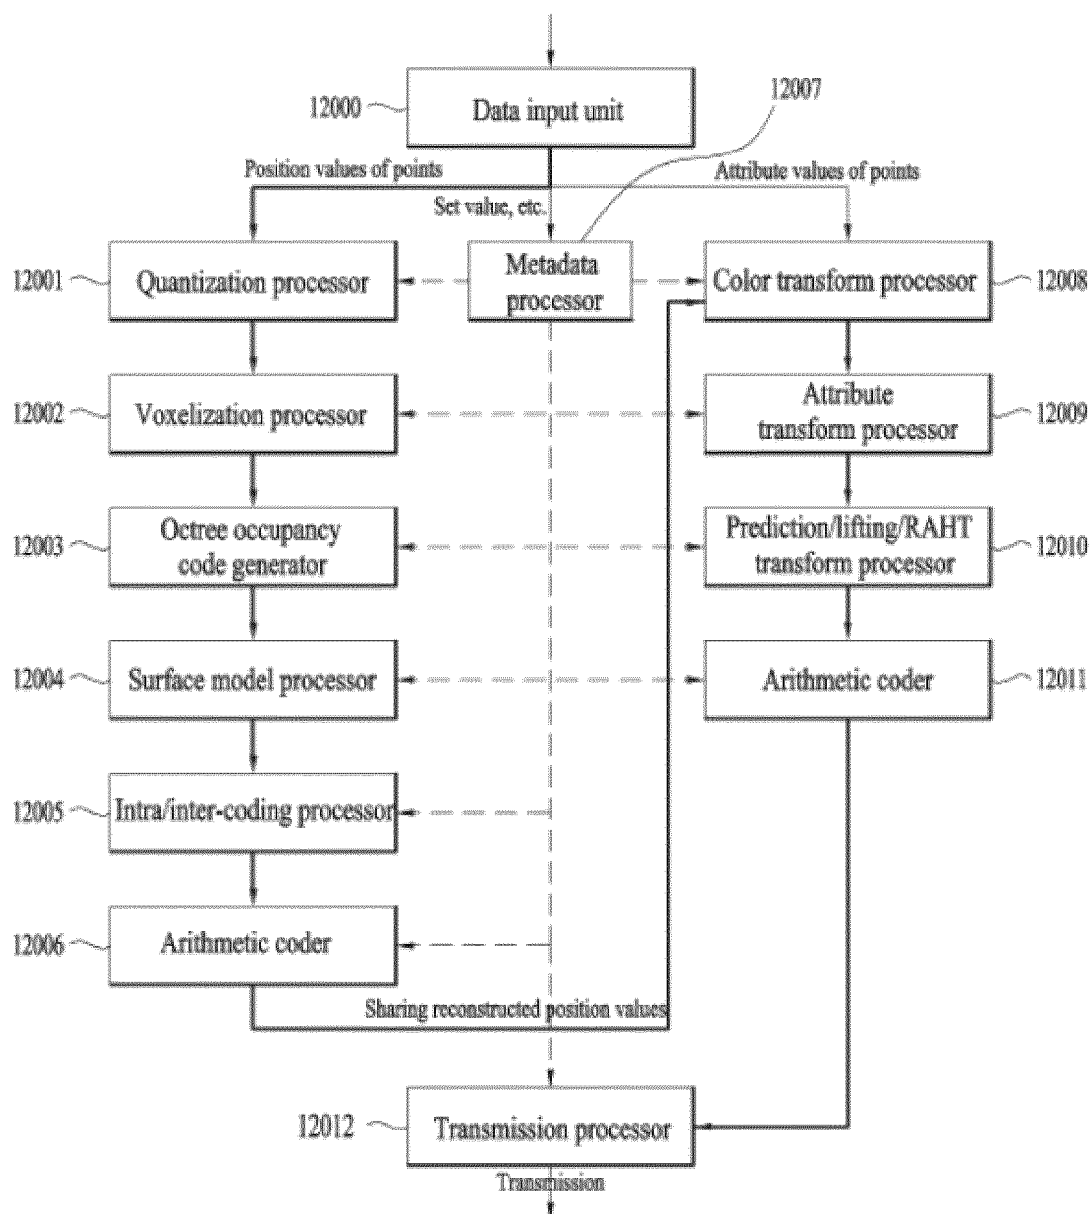 12000
Data input unit
12007
Position values of points
Attribute values of points
Set value, etc.
12001
Quantization processor
Metadata
processor
Color transform processor
12008
12002
Voxelization processor
Attribute
transform processor
12009
12003
Octree occupancy
code generator
Prediction/lifting/RAHT
transform processor
12010
12004
Surface model processor
Arithmetic coder
12011
12005
Intra/inter-coding processor
12006
Arithmetic coder
Sharing reconstructed position values
12012
Transmission processor
Transmission